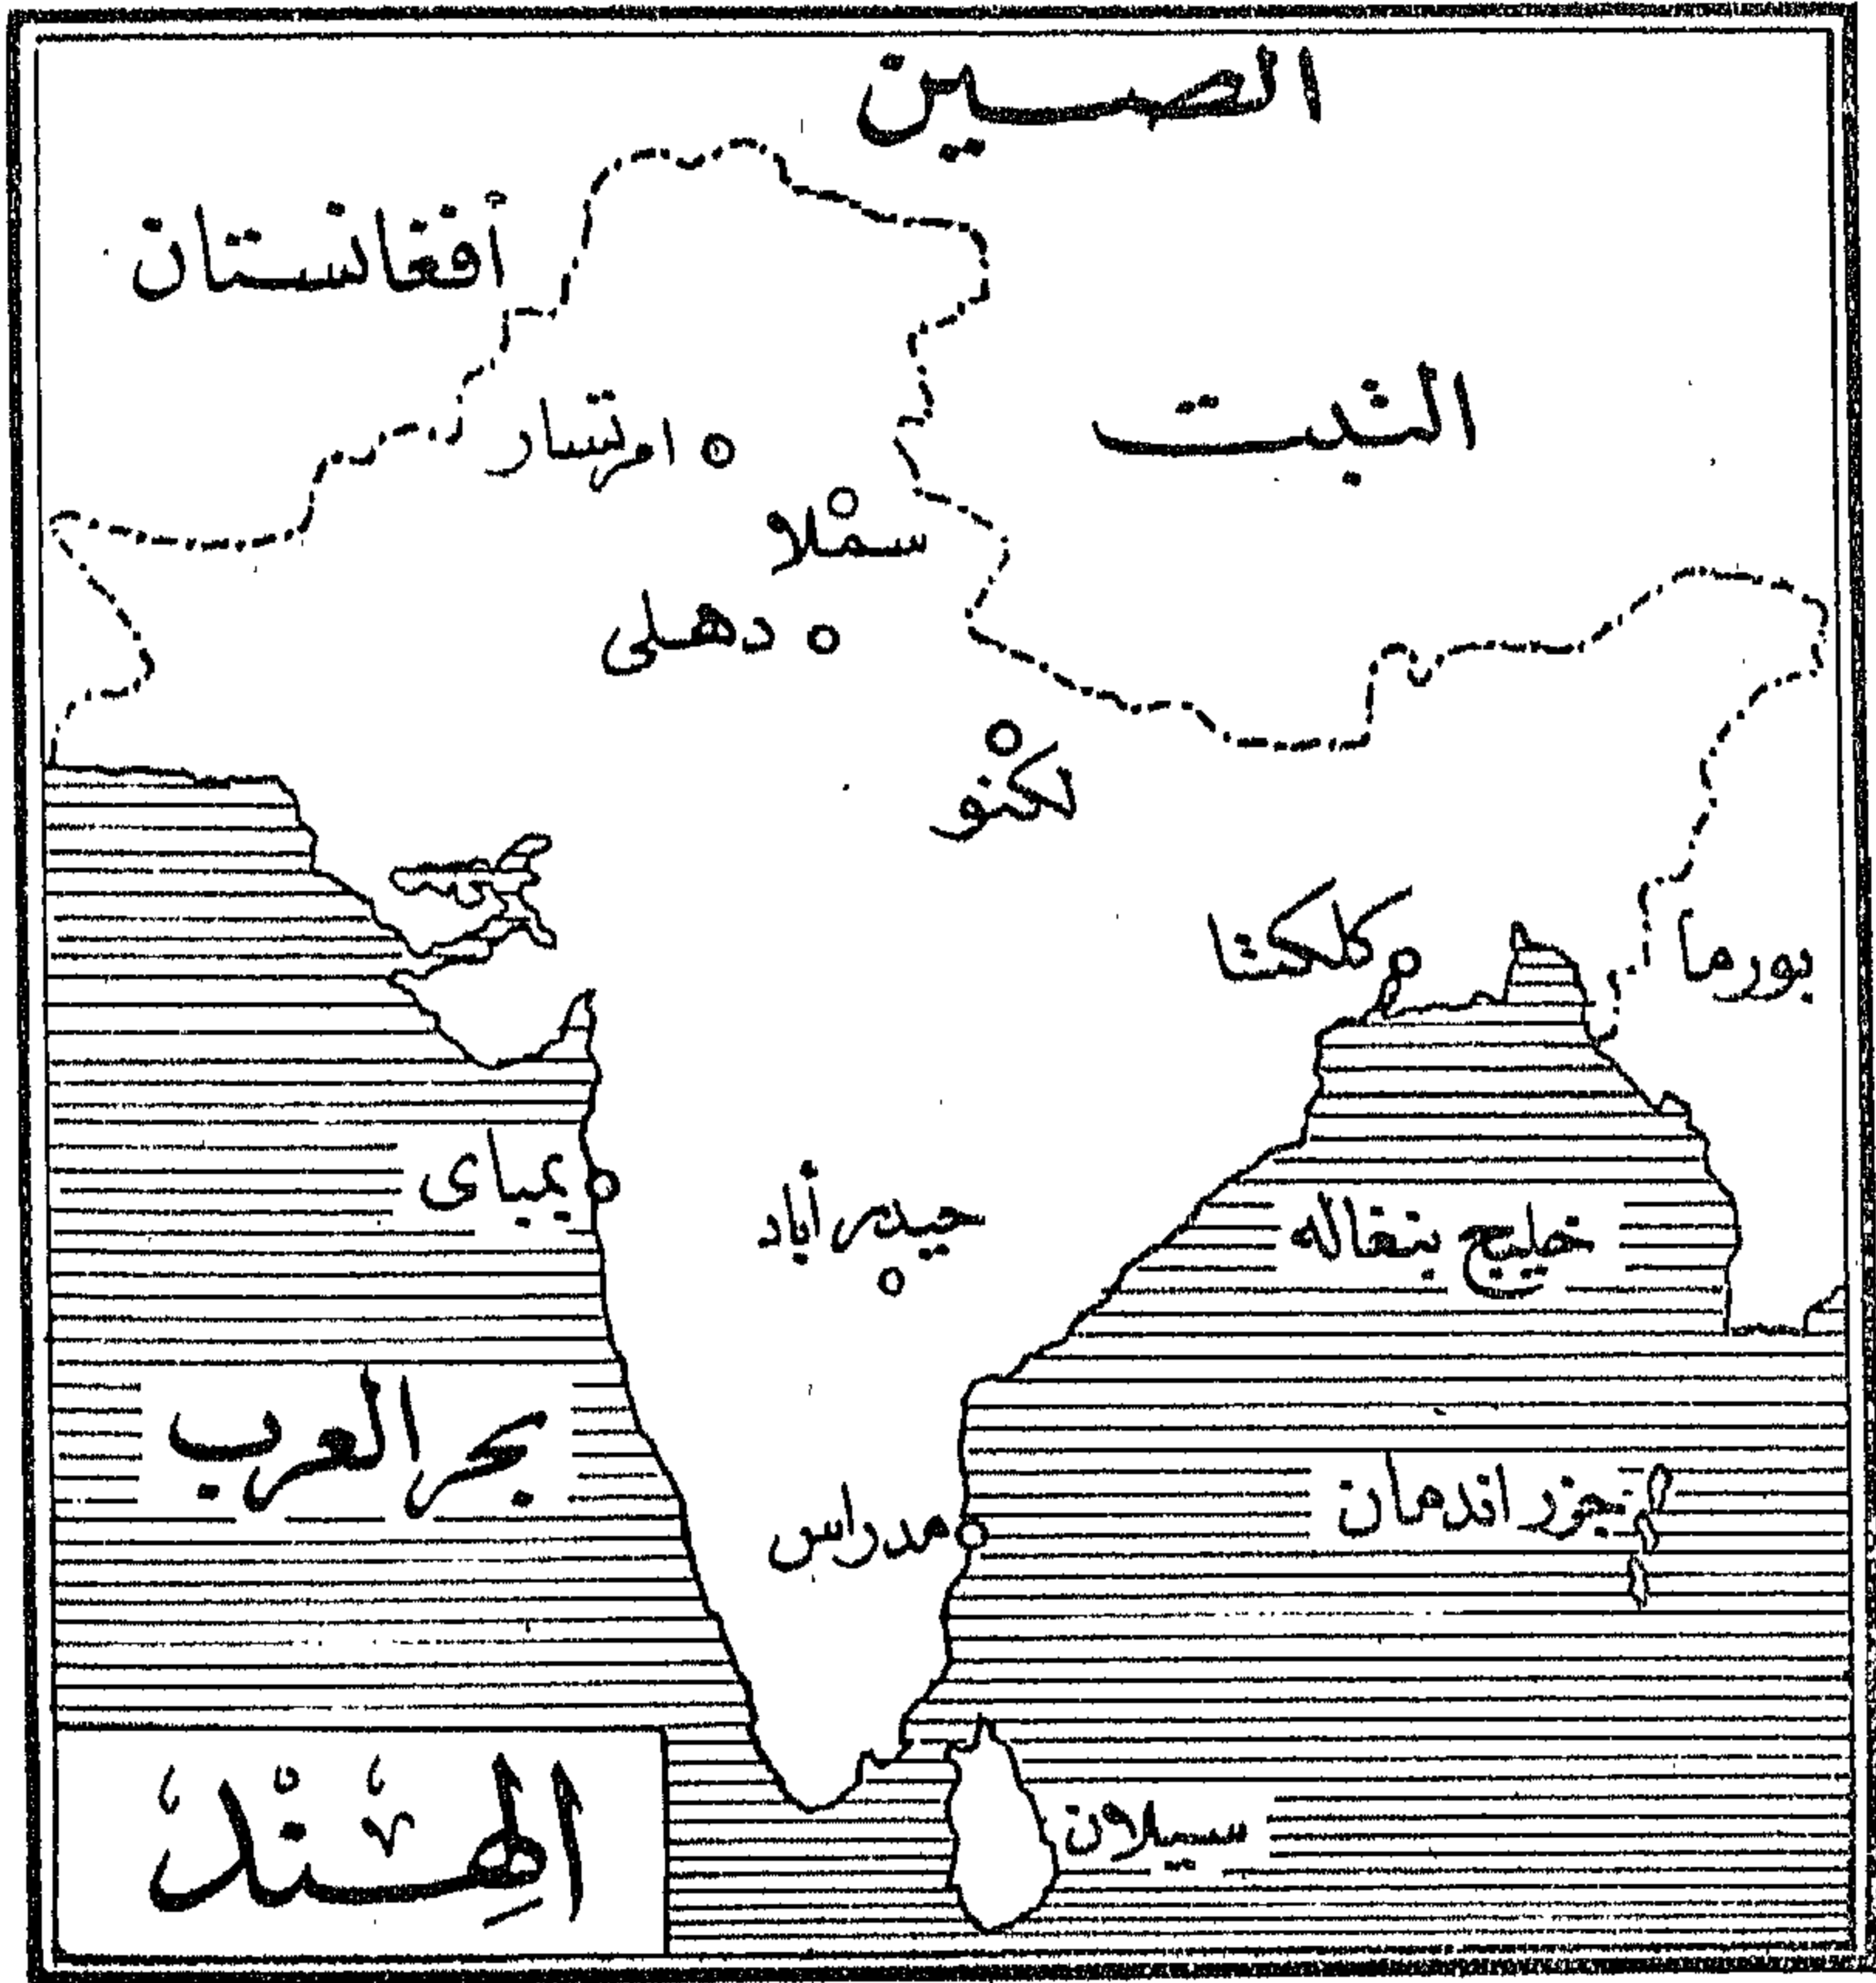 الصين
أفغانستان
التبت
امرتسار
سملا
دهلى
لكنو
كلكتا
بورما
يمباى
حيدر أباد
خليج بنغاله
بحر العرب
جزر اندمان
مدراس
سيلان
الهند